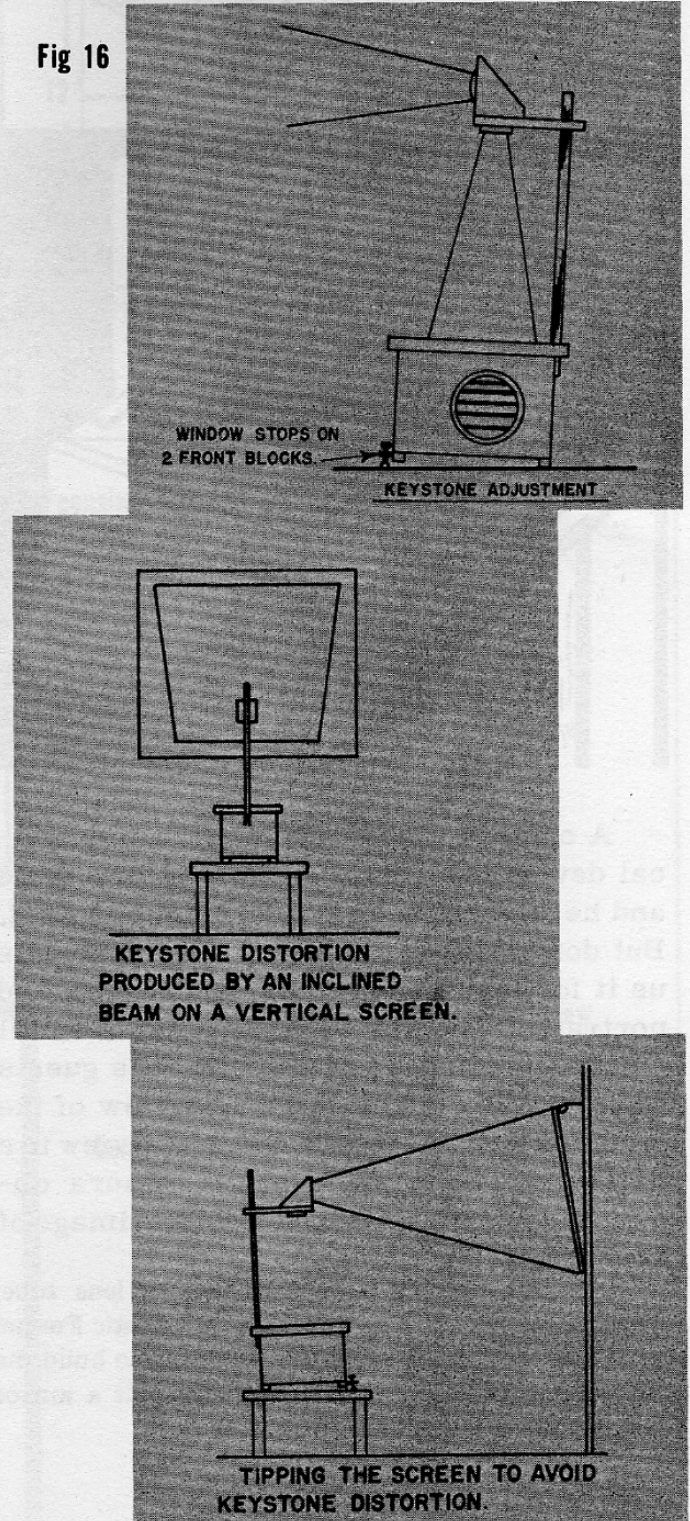 Fig 16
WINDOW STOPS ON
2 FRONT BLOCKS.
KEYSTONE ADJUSTMENT
KEYSTONE DISTORTION
PRODUCED BY AN INCLINED
BEAM ON A VERTICAL SCREEN.
TIPPING THE SCREEN TO AVOID
KEYSTONE DISTORTION.